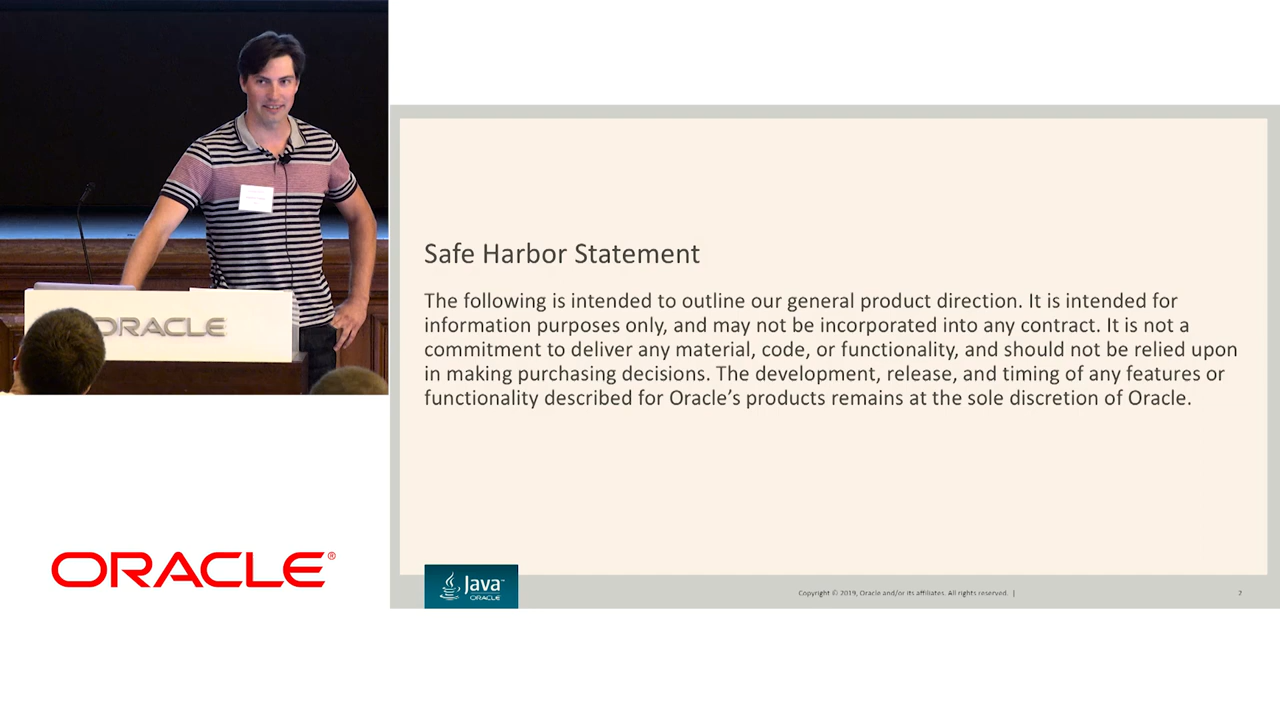 ORACLE
Safe Harbor Statement
The following is intended to outline our general product direction. It is intended for
information purposes only, and may not be incorporated into any contract. It is not a
commitment to deliver any material, code, or functionality, and should not be relied upon
in making purchasing decisions. The development, release, and timing of any features or
functionality described for Oracle’s products remains at the sole discretion of Oracle.
ORACLE®
Java™
ORACLE
Copyright © 2019, Oracle and/or its affiliates. All rights reserved. |
2